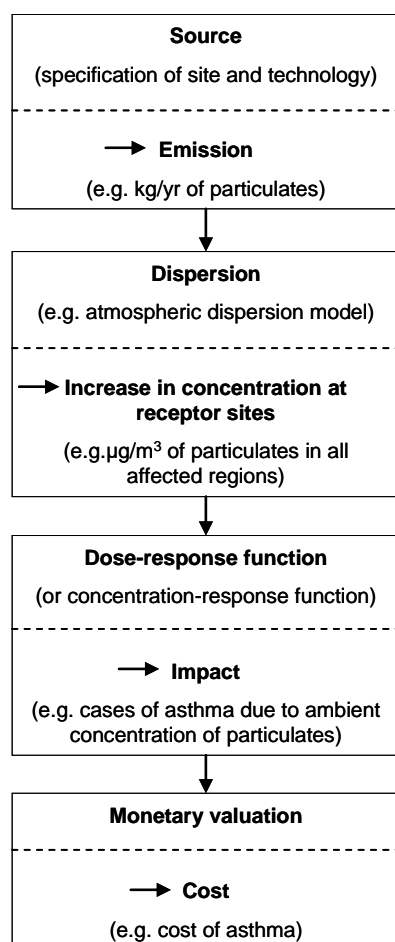 Source
(specification of site and technology)
Emission
(e.g. kg/yr of particulates)
Dispersion
(e.g. atmospheric dispersion model)
Increase in concentration at
receptor sites
(e.g.µg/m³ of particulates in all
affected regions)
Dose-response function
(or concentration-response function)
Impact
(e.g. cases of asthma due to ambient
concentration of particulates)
Monetary valuation
Cost
(e.g. cost of asthma)